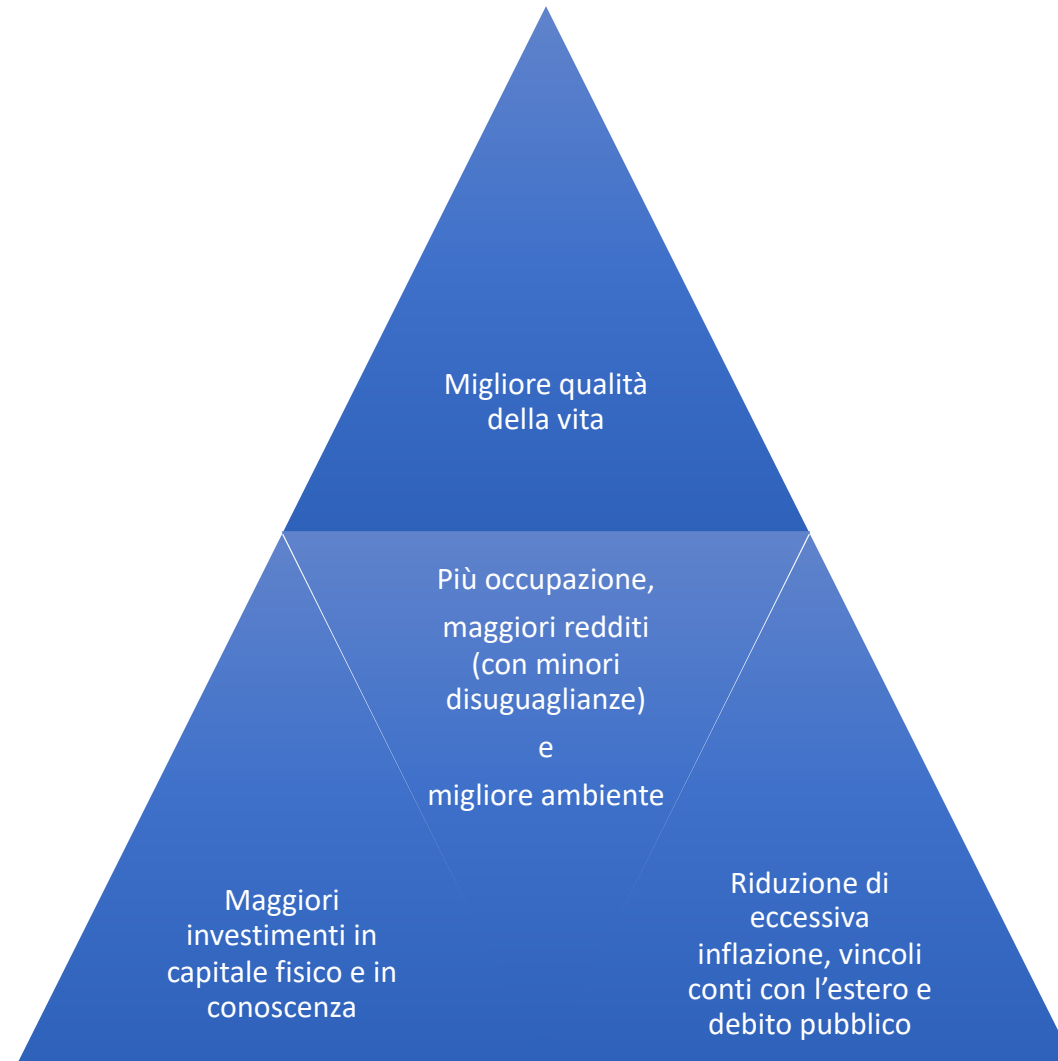 Migliore qualità
della vita
Più occupazione,
maggiori redditi
(con minori
disuguaglianze)
e
migliore ambiente
Maggiori
investimenti in
capitale fisico e in
conoscenza
Riduzione di
eccessiva
inflazione, vincoli
conti con l’estero e
debito pubblico